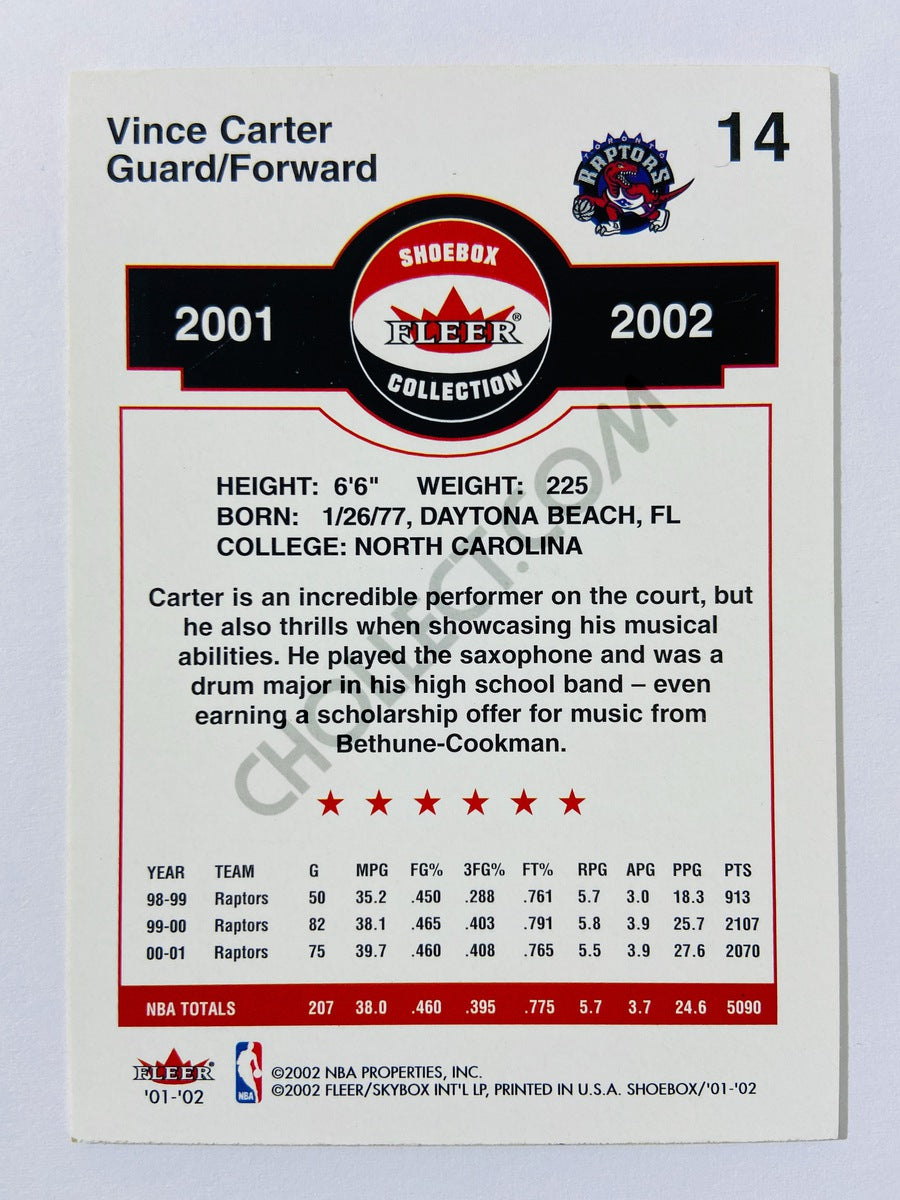 Vince Carter
Guard/Forward
14
TORONTO
RAPTORS
SHOEBOX
2001 FLEER® 2002
COLLECTION
HEIGHT: 6'6" WEIGHT: 225
BORN: 1/26/77, DAYTONA BEACH, FL
COLLEGE: NORTH CAROLINA
Carter is an incredible performer on the court, but
he also thrills when showcasing his musical
abilities. He played the saxophone and was a
drum major in his high school band – even
earning a scholarship offer for music from
Bethune-Cookman.
CHOLLECT.COM
YEAR TEAM G MPG FG% 3FG% FT% RPG APG PPG PTS
98-99 Raptors 50 35.2 .450 .288 .761 5.7 3.0 18.3 913
99-00 Raptors 82 38.1 .465 .403 .791 5.8 3.9 25.7 2107
00-01 Raptors 75 39.7 .460 .408 .765 5.5 3.9 27.6 2070
NBA TOTALS 207 38.0 .460 .395 .775 5.7 3.7 24.6 5090
FLEER®
'01-'02
NBA
©2002 NBA PROPERTIES, INC.
©2002 FLEER/SKYBOX INT'L LP, PRINTED IN U.S.A. SHOEBOX/'01-'02